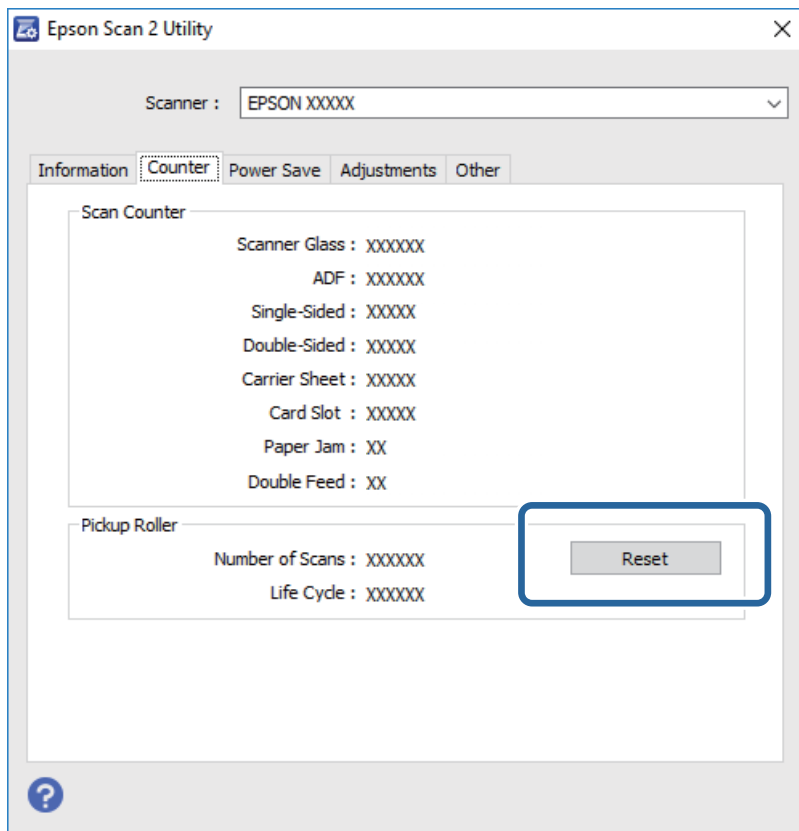 Epson Scan 2 Utility
Scanner : EPSON XXXXX
Information Counter Power Save Adjustments Other
Scan Counter
Scanner Glass : XXXXXX
ADF : XXXXXX
Single-Sided : XXXXX
Double-Sided : XXXXX
Carrier Sheet : XXXXX
Card Slot : XXXXX
Paper Jam : XX
Double Feed : XX
Pickup Roller
Number of Scans : XXXXXX Reset
Life Cycle : XXXXXX
?